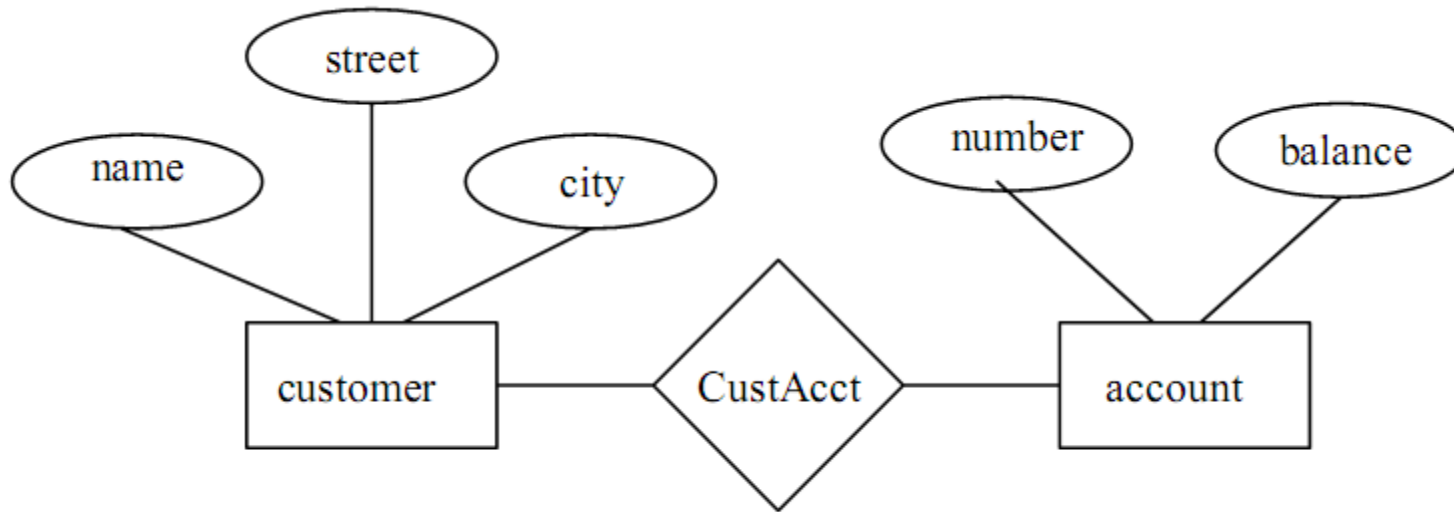 street
name
city
number
balance
customer
CustAcct
account